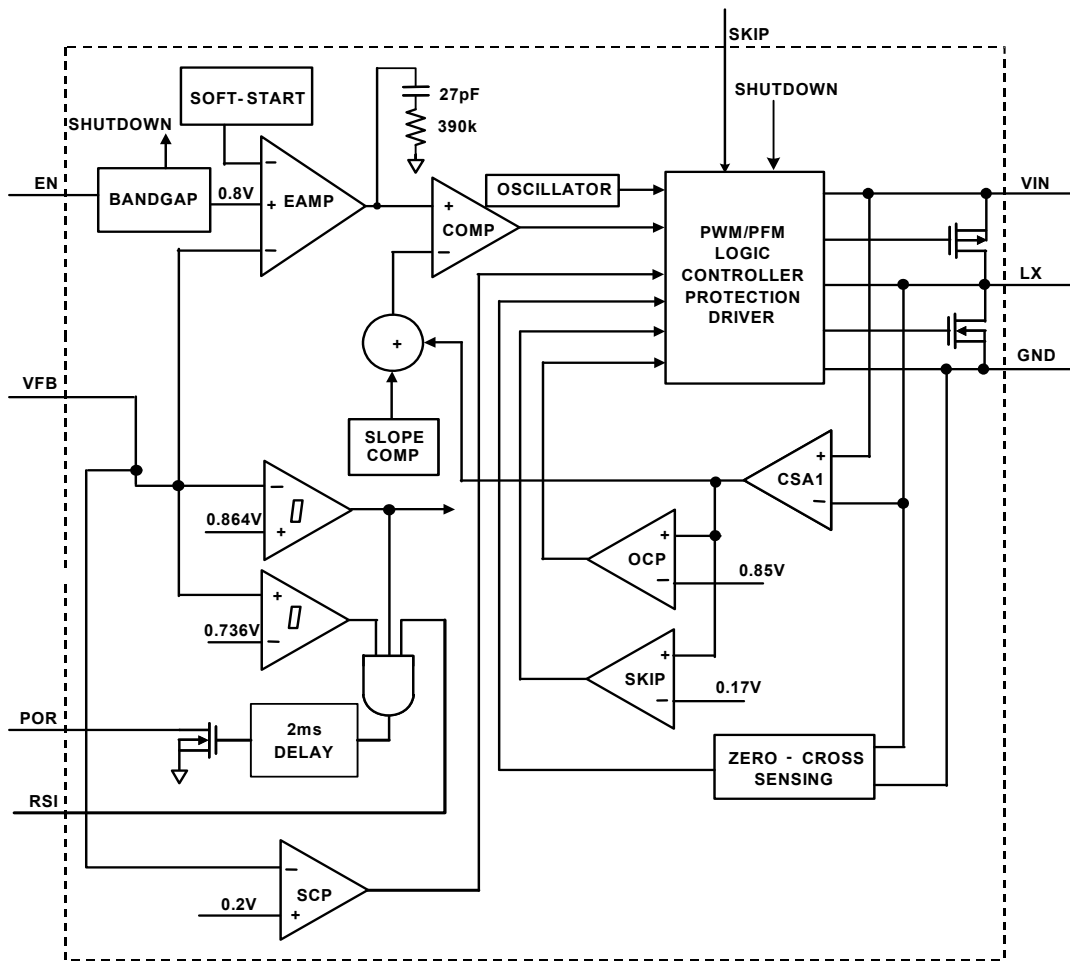 SKIP
SOFT-START
27pF
390k
SHUTDOWN
SHUTDOWN
EN
BANDGAP
0.8V
EAMP
COMP
OSCILLATOR
PWM/PFM
LOGIC
CONTROLLER
PROTECTION
DRIVER
VIN
LX
GND
VFB
SLOPE
COMP
CSA1
0.864V
OCP
0.85V
0.736V
SKIP
0.17V
POR
2ms
DELAY
ZERO - CROSS
SENSING
RSI
SCP
0.2V